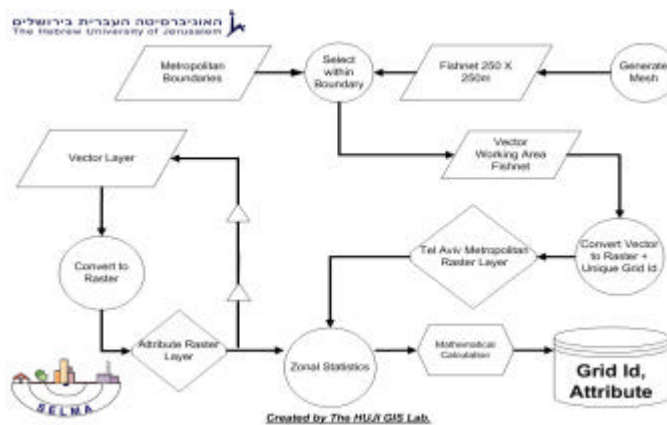 האוניברסיטה העברית בירושלים
The Hebrew University of Jerusalem
Metropolitan
Boundaries
Select
within
Boundary
Fishnet 250 X
250m
Generate
Mesh
Vector Layer
Vector
Working Area
Fishnet
Convert to
Raster
Tel Aviv Metropolitan
Raster Layer
Convert Vector
to Raster +
Unique Grid Id
Attribute Raster
Layer
Zonal Statistics
Mathematical
Calculation
Grid Id,
Attribute
SELMA
Created by The HUJI GIS Lab.